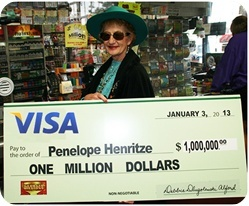 JANUARY 3, 2013
VISA
Pay to
the order of Penelope Henritze $ 1,000,000.00
ONE MILLION DOLLARS
NON-NEGOTIABLE